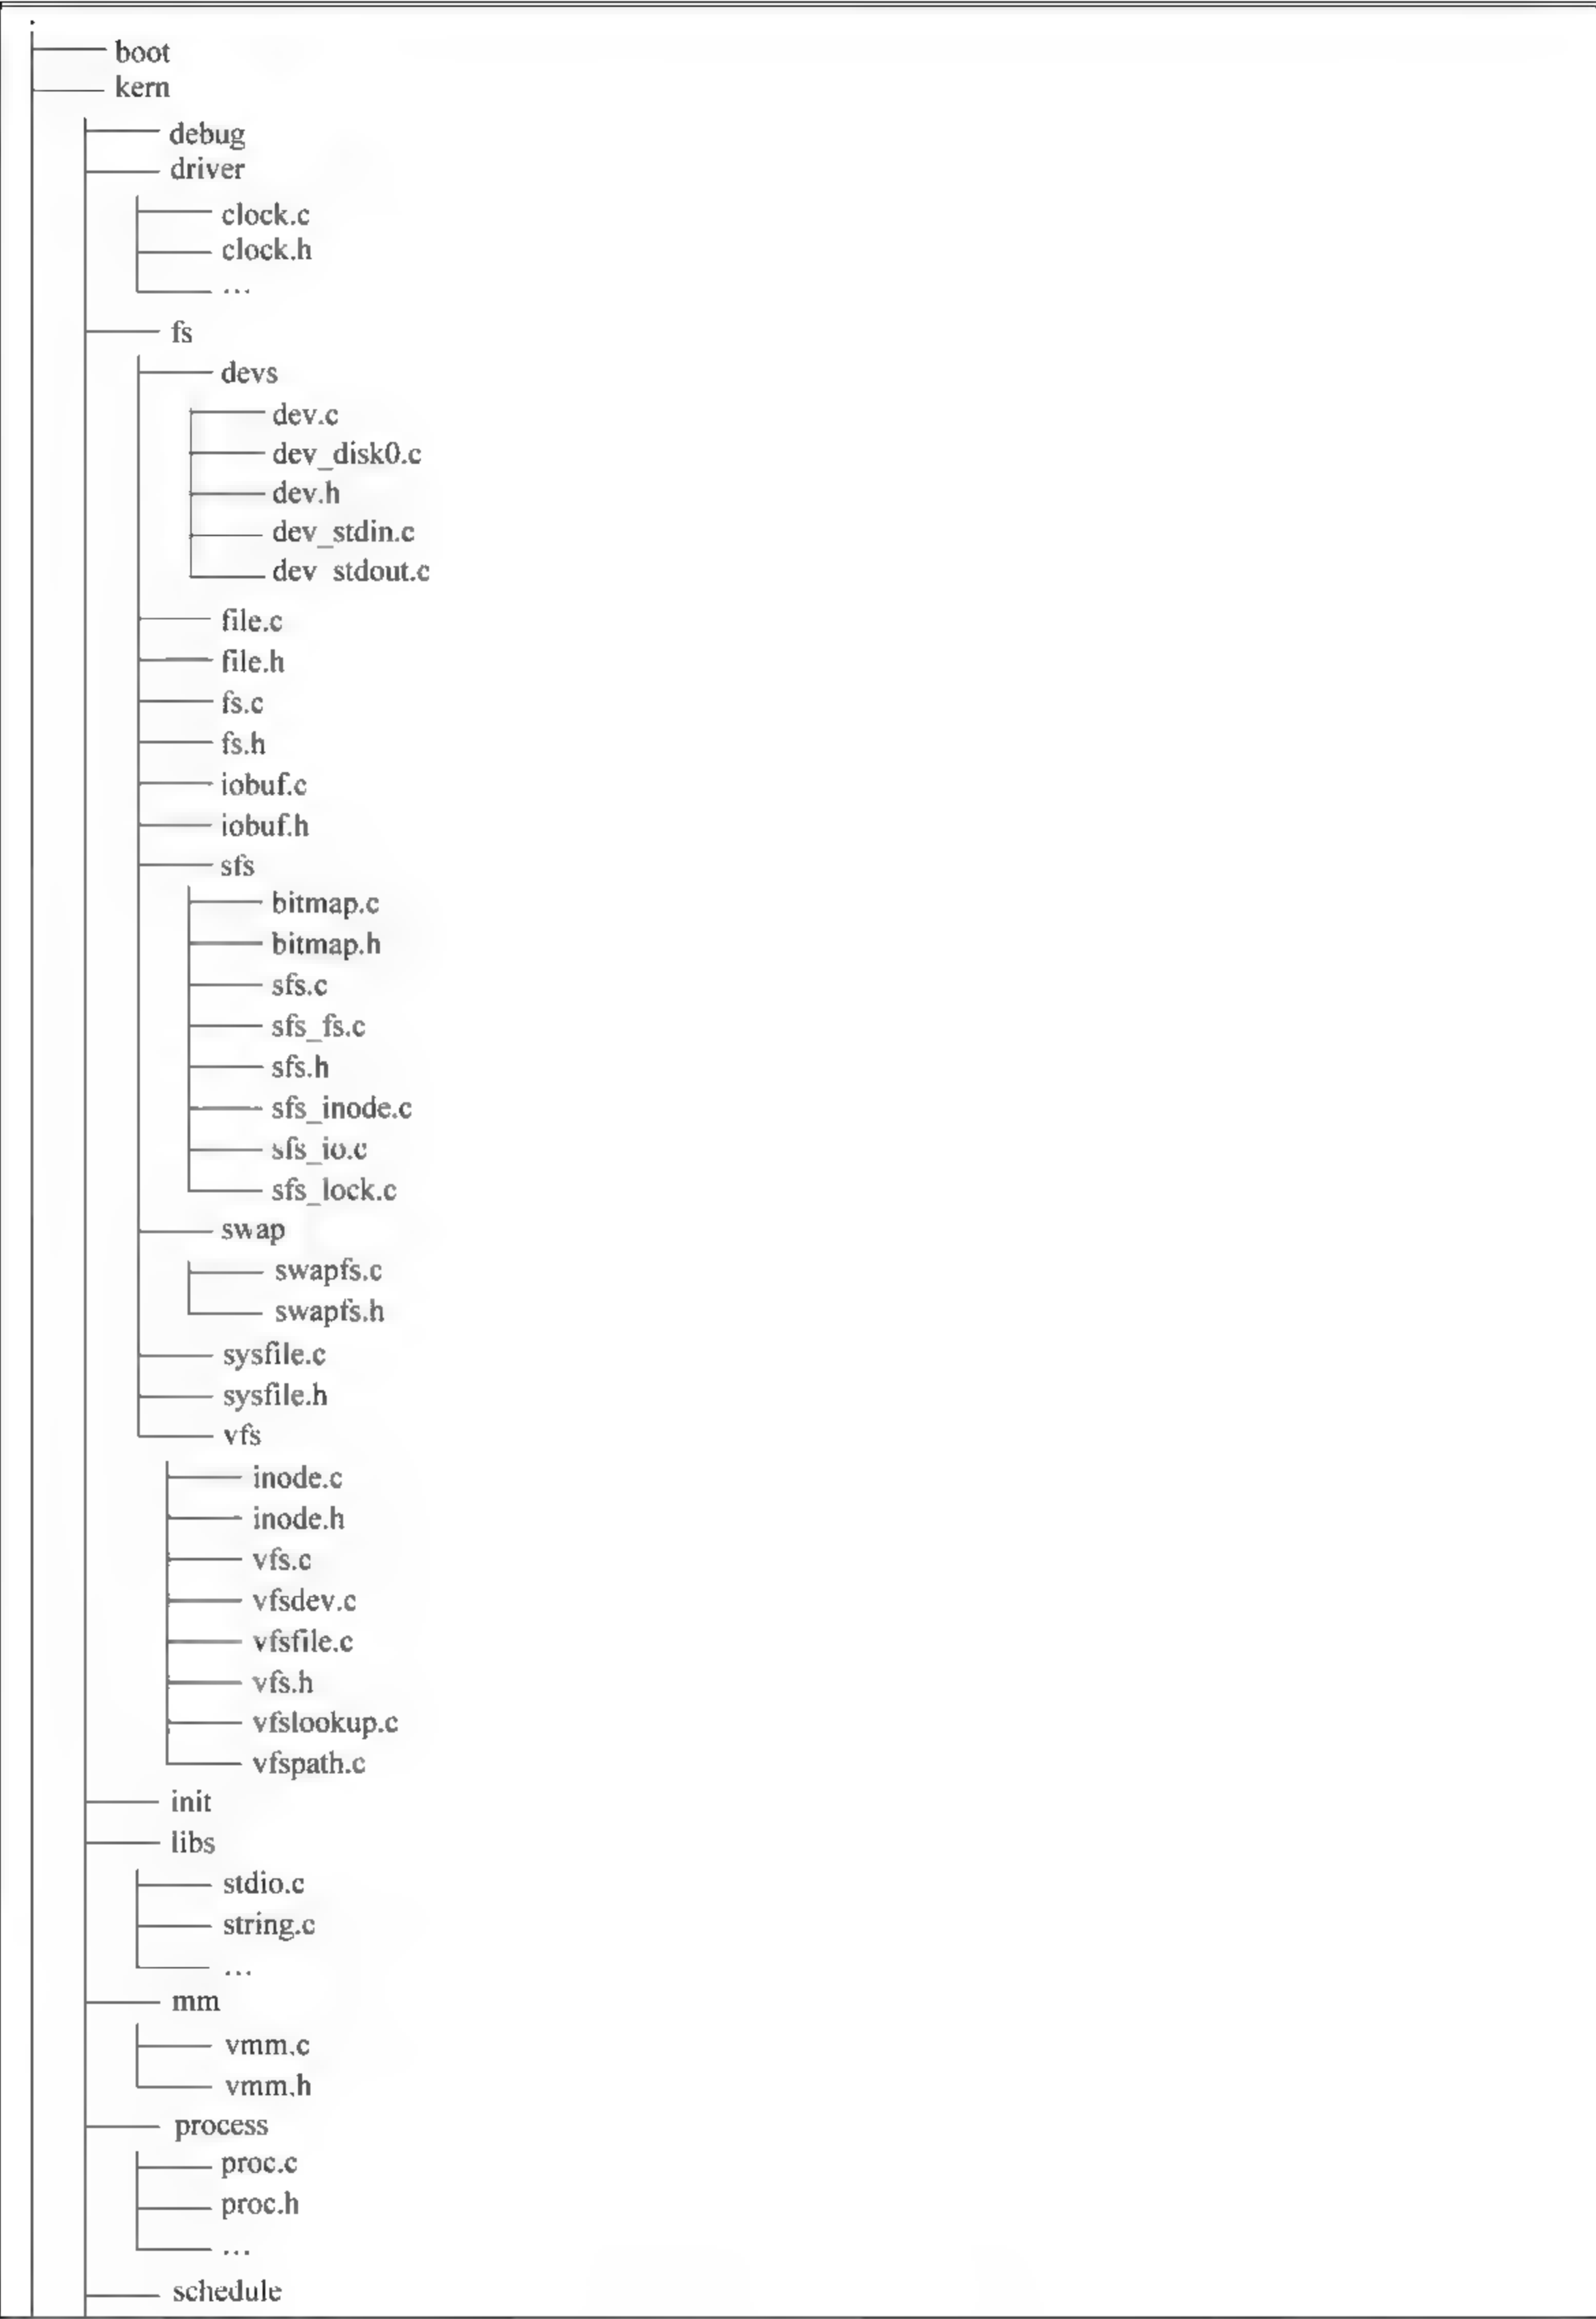 .
boot
kern
debug
driver
clock.c
clock.h
...
fs
devs
dev.c
dev_disk0.c
dev.h
dev_stdin.c
dev stdout.c
file.c
file.h
fs.c
fs.h
iobuf.c
iobuf.h
sfs
bitmap.c
bitmap.h
sfs.c
sfs_fs.c
sfs.h
sfs_inode.c
sfs_io.c
sfs_lock.c
swap
swapfs.c
swapfs.h
sysfile.c
sysfile.h
vfs
inode.c
inode.h
vfs.c
vfsdev.c
vfsfile.c
vfs.h
vfslookup.c
vfspath.c
init
libs
stdio.c
string.c
...
mm
vmm.c
vmm.h
process
proc.c
proc.h
...
schedule